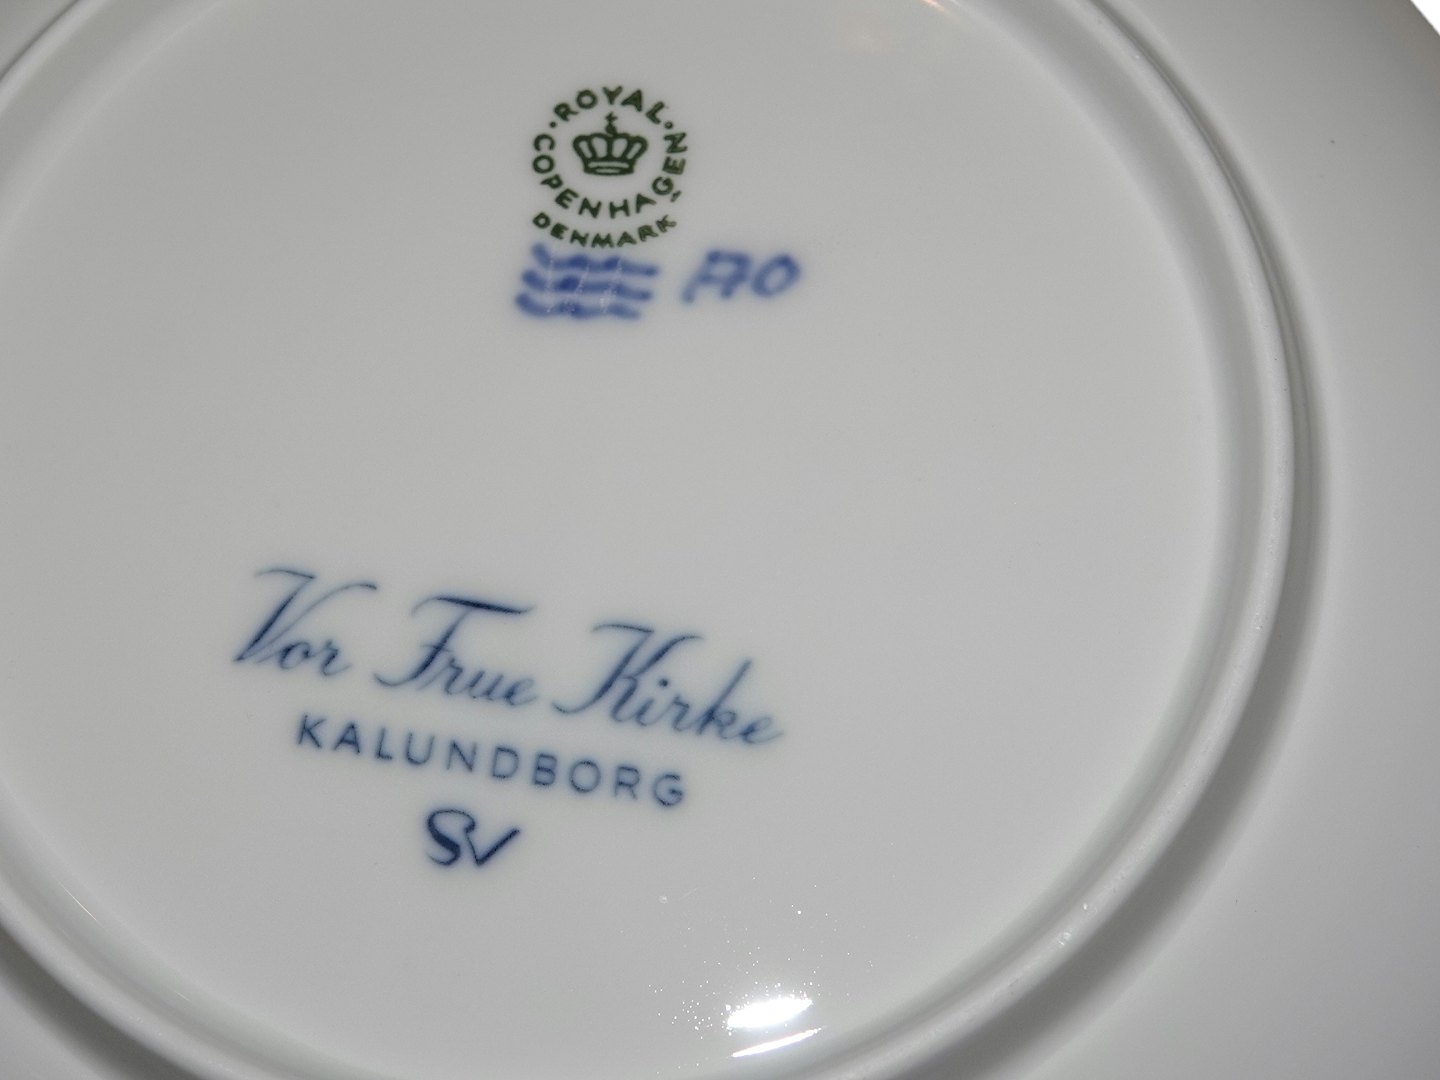 ROYAL
COPENHAGEN
DENMARK
Vor Frue Kirke
KALUNDBORG
SV